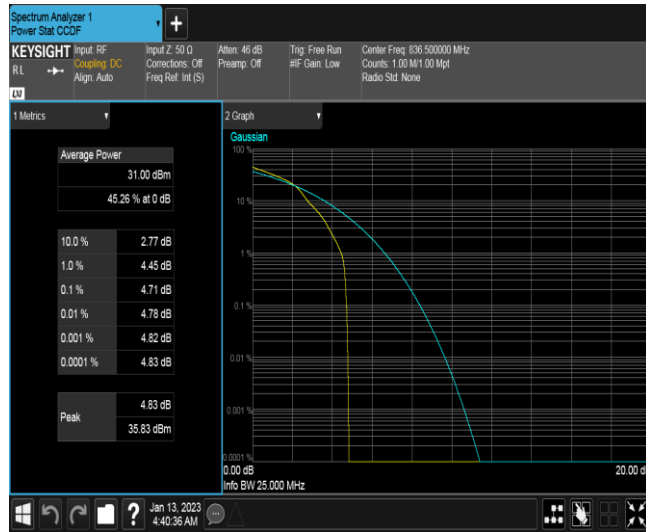 Spectrum Analyzer 1
Power Stat CCDF
KEYSIGHT
RL
LXI
Input: RF
Coupling: DC
Align: Auto
Input Z: 50 Ω
Corrections: Off
Freq Ref: Int (S)
Atten: 46 dB
Preamp: Off
Trig: Free Run
#IF Gain: Low
Center Freq: 836.500000 MHz
Counts: 1.00 M/1.00 Mpt
Radio Std: None
1 Metrics
Average Power
31.00 dBm
45.26 % at 0 dB
10.0 % 2.77 dB
1.0 % 4.45 dB
0.1 % 4.71 dB
0.01 % 4.78 dB
0.001 % 4.82 dB
0.0001 % 4.83 dB
Peak
4.83 dB
35.83 dBm
2 Graph
Gaussian
100 %
10 %
1 %
0.1 %
0.01 %
0.001 %
0.0001 %
0.00 dB 20.00 d
Info BW 25.000 MHz
?
Jan 13, 2023
4:40:36 AM